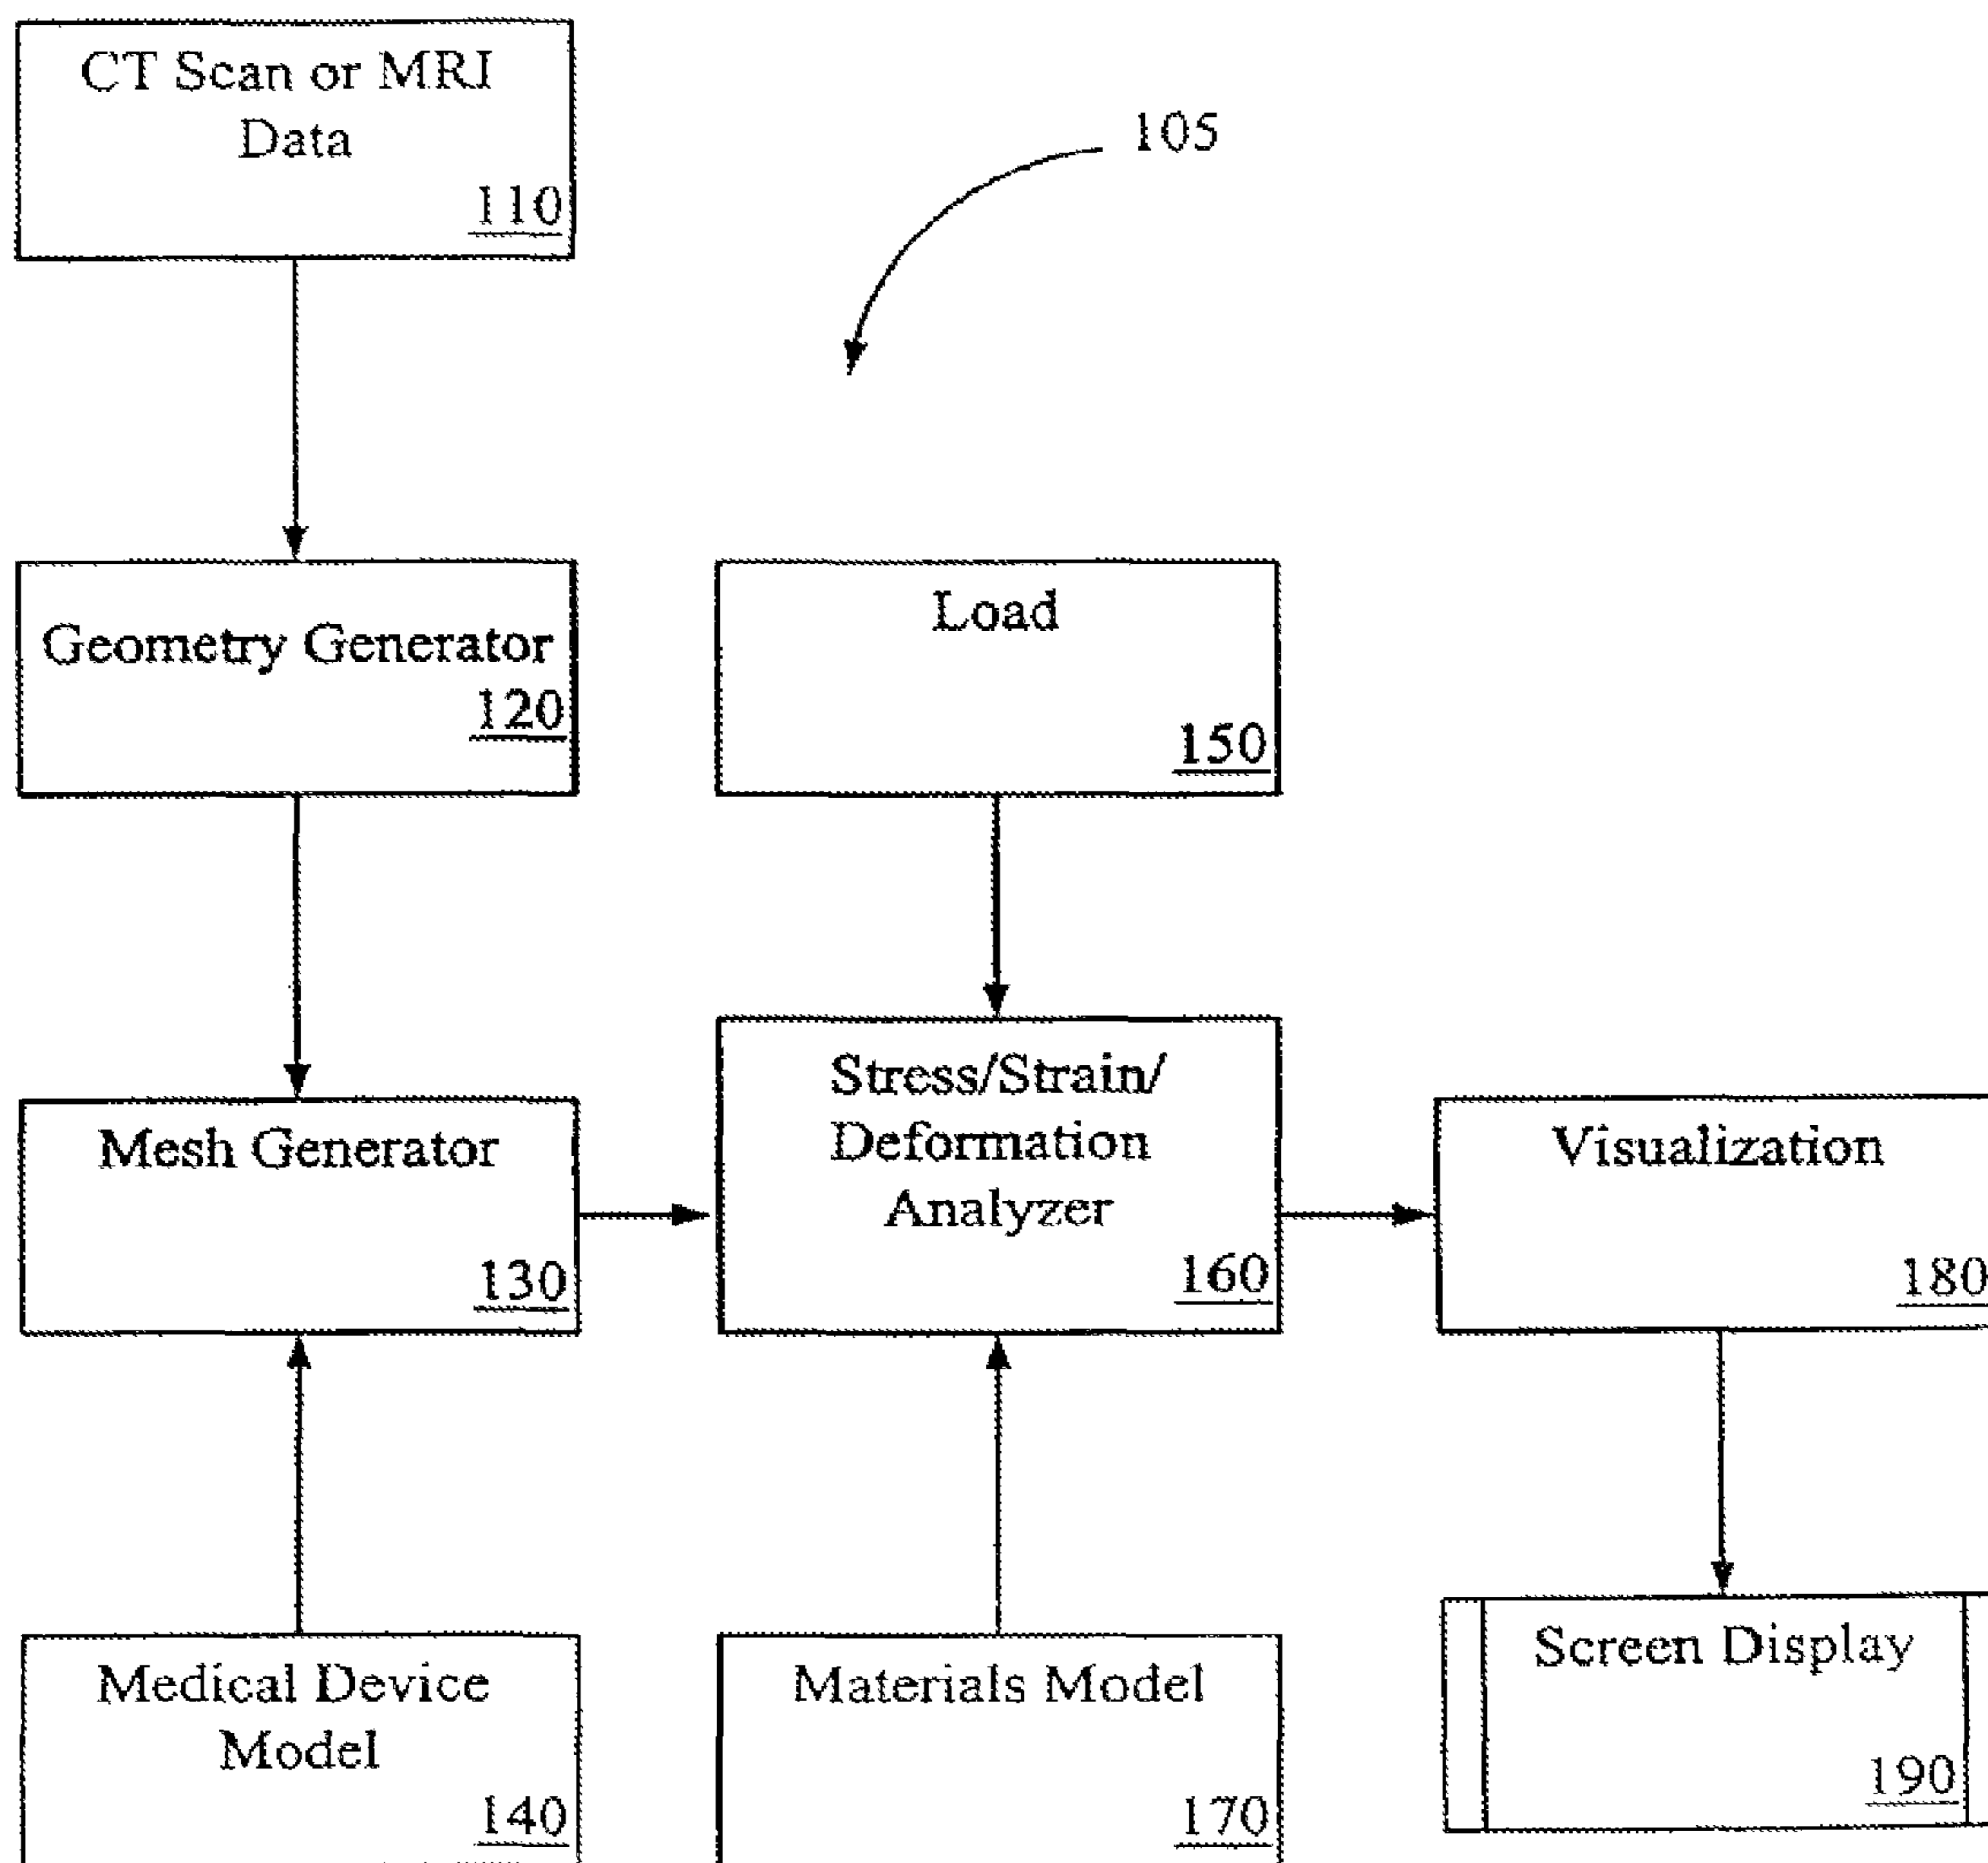 CT Scan or MRI
Data
110
105
Geometry Generator
120
Load
150
Mesh Generator
130
Stress/Strain/
Deformation
Analyzer
160
Visualization
180
Medical Device
Model
140
Materials Model
170
Screen Display
190